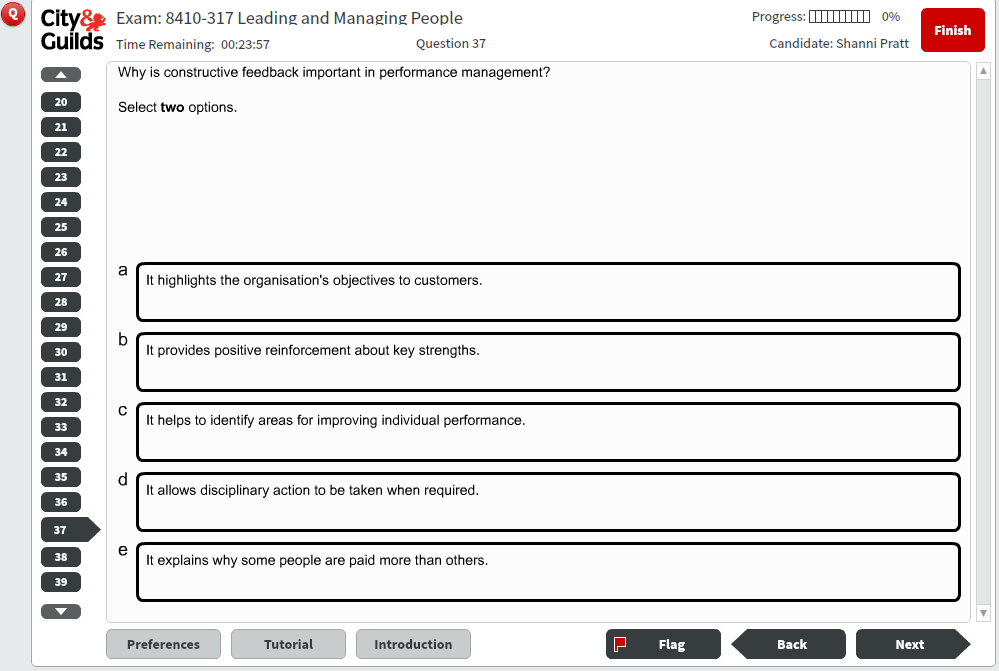 Q
City&
Guilds
Exam: 8410-317 Leading and Managing People
Time Remaining: 00:23:57
Question 37
Progress:
0%
Candidate: Shanni Pratt
Finish
20
21
22
23
24
25
26
27
28
29
30
31
32
33
34
35
36
37
38
39
Why is constructive feedback important in performance management?
Select two options.
a
It highlights the organisation's objectives to customers.
b
It provides positive reinforcement about key strengths.
c
It helps to identify areas for improving individual performance.
d
It allows disciplinary action to be taken when required.
e
It explains why some people are paid more than others.
Preferences
Tutorial
Introduction
Flag
Back
Next